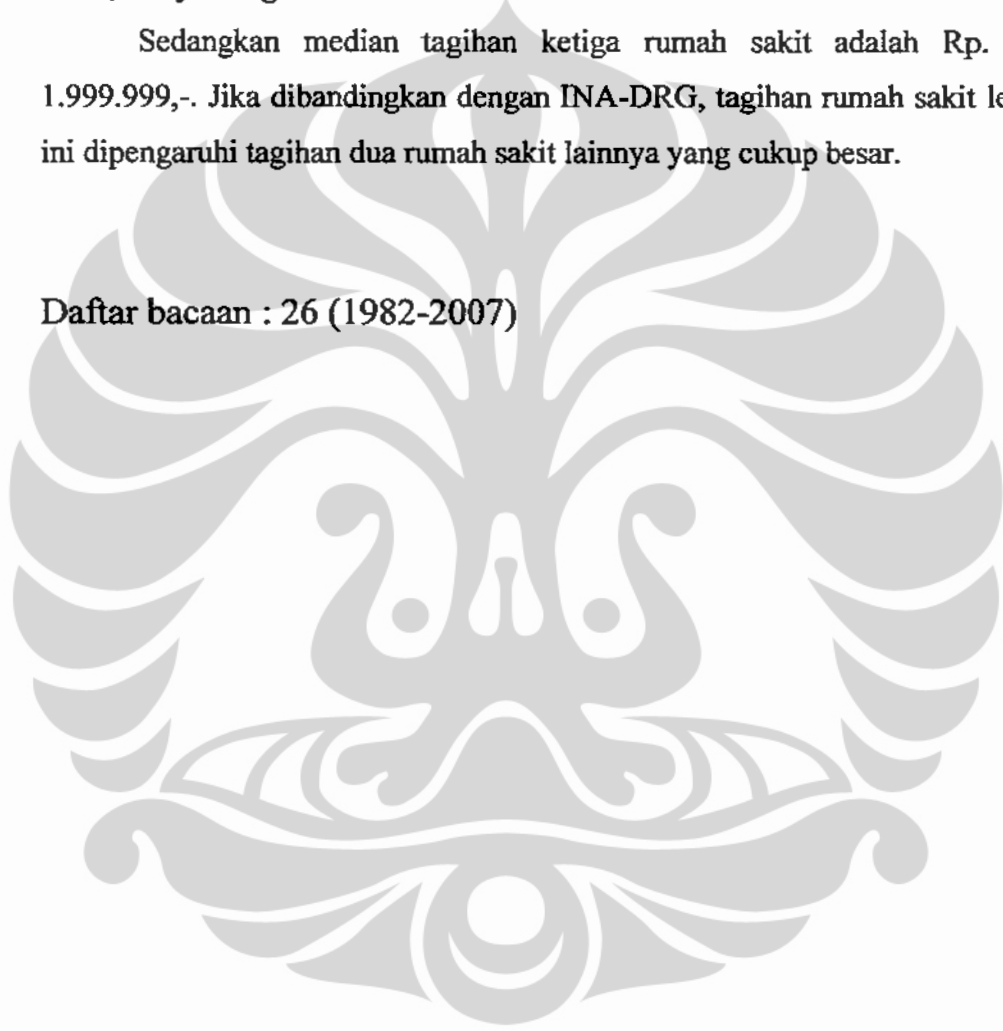 Sedangkan median tagihan ketiga rumah sakit adalah Rp.
1.999.999,-. Jika dibandingkan dengan INA-DRG, tagihan rumah sakit
ini dipengaruhi tagihan dua rumah sakit lainnya yang cukup besar.
Daftar bacaan : 26 (1982-2007)